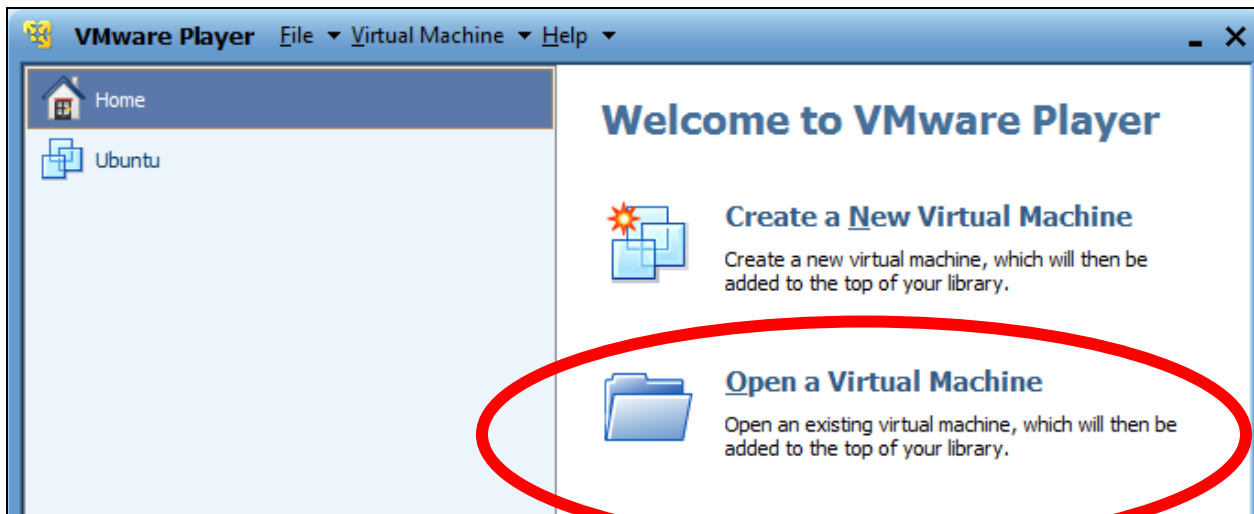 VMware Player File Virtual Machine Help
Home
Ubuntu
Welcome to VMware Player
Create a New Virtual Machine
Create a new virtual machine, which will then be
added to the top of your library.
Open a Virtual Machine
Open an existing virtual machine, which will then be
added to the top of your library.